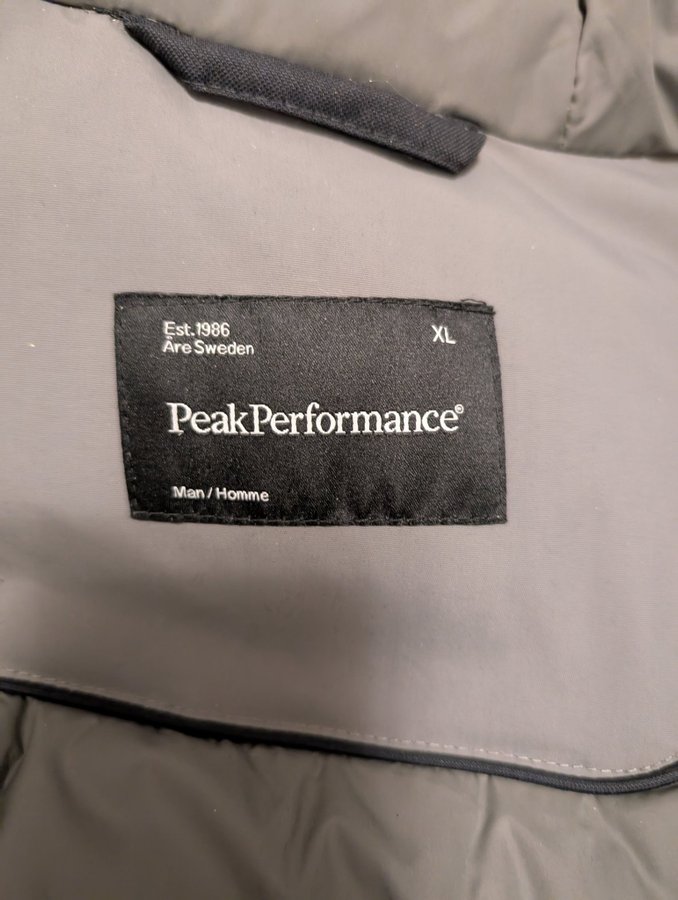 Est.1986
XL
Åre Sweden
PeakPerformance®
Man / Homme